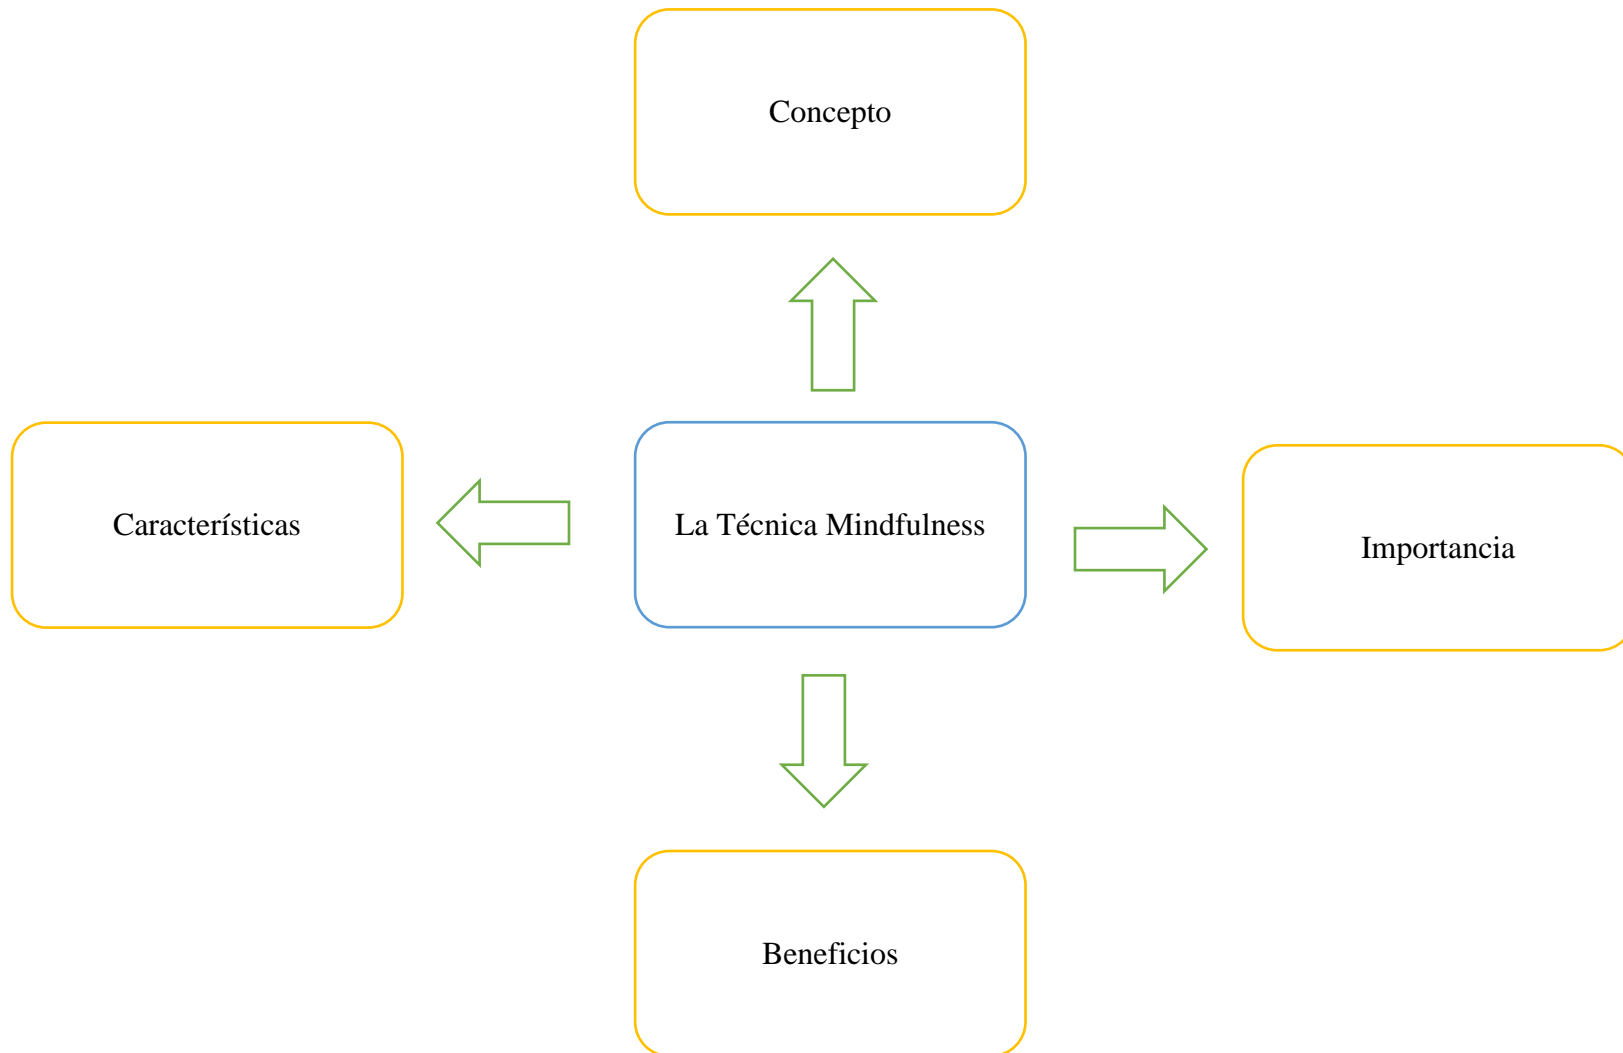 Concepto
Características
La Técnica Mindfulness
Importancia
Beneficios